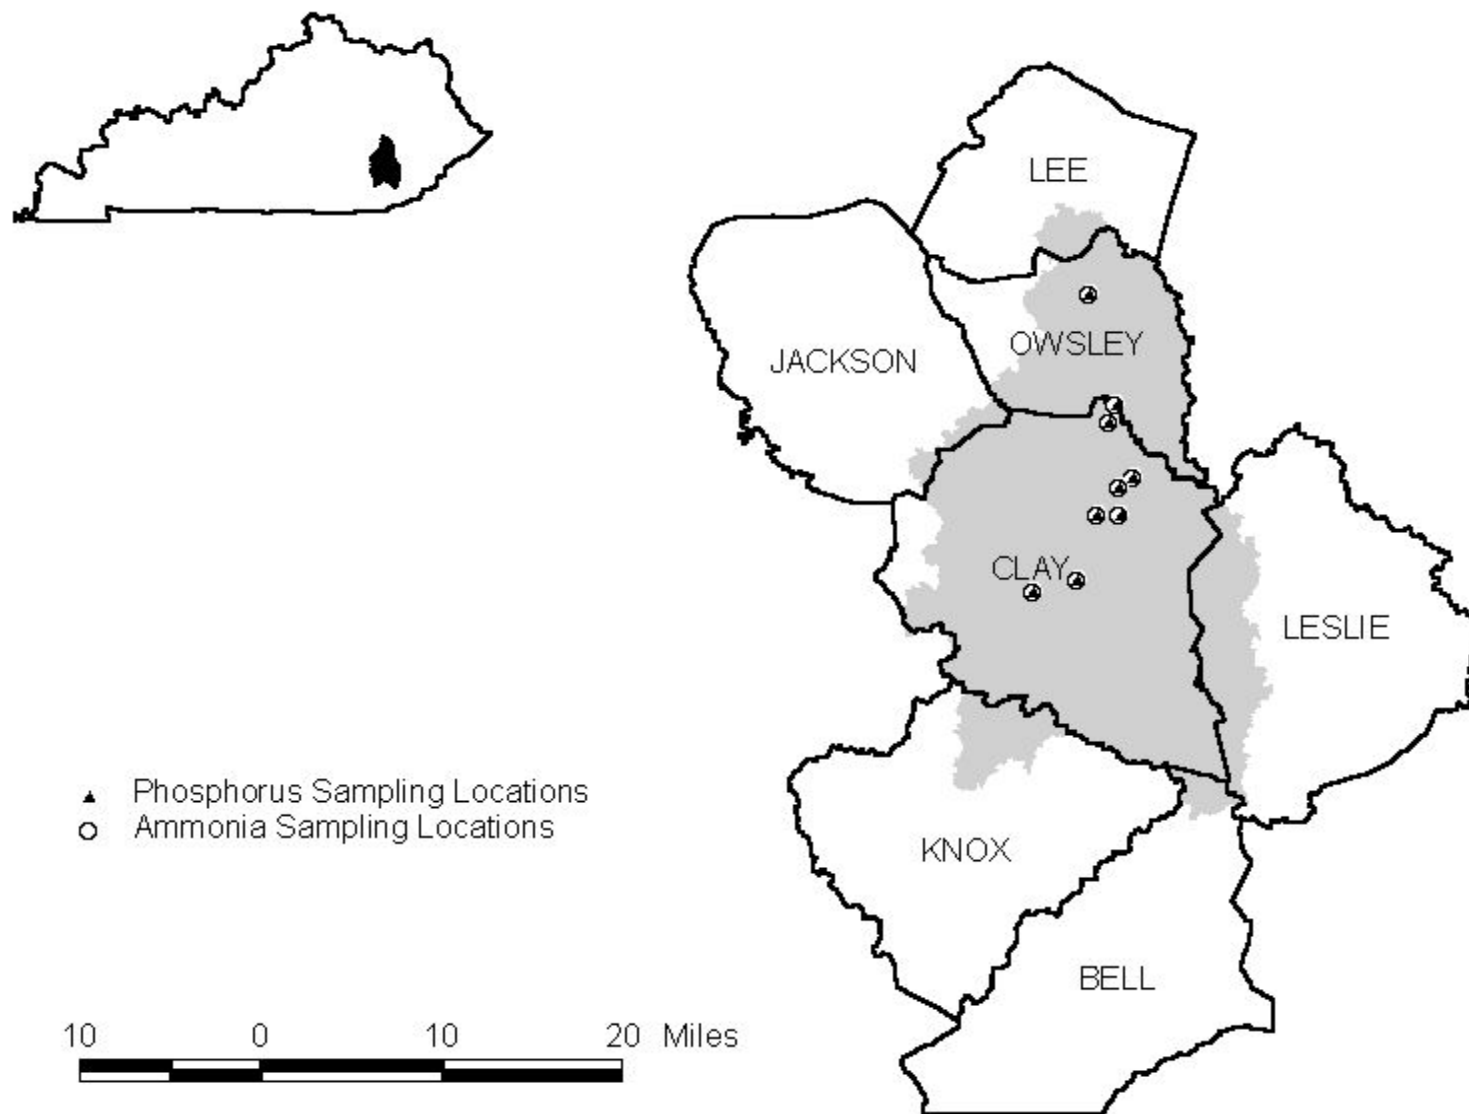 LEE
OWSLEY
JACKSON
CLAY
LESLIE
Phosphorus Sampling Locations
Ammonia Sampling Locations
KNOX
BELL
10 0 10 20 Miles